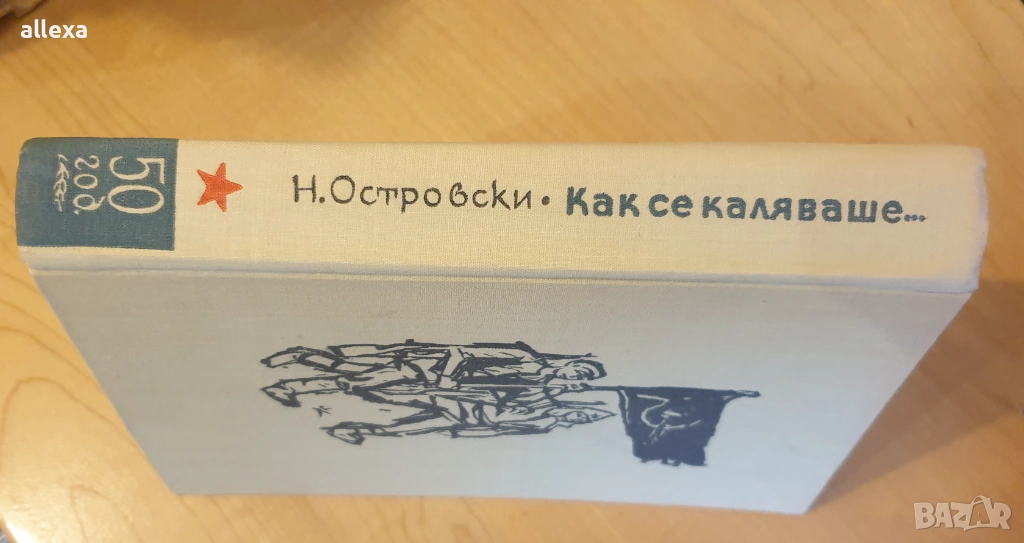 allexa
50
год.
Н. Островски • Как се каляваше...
BAZAR